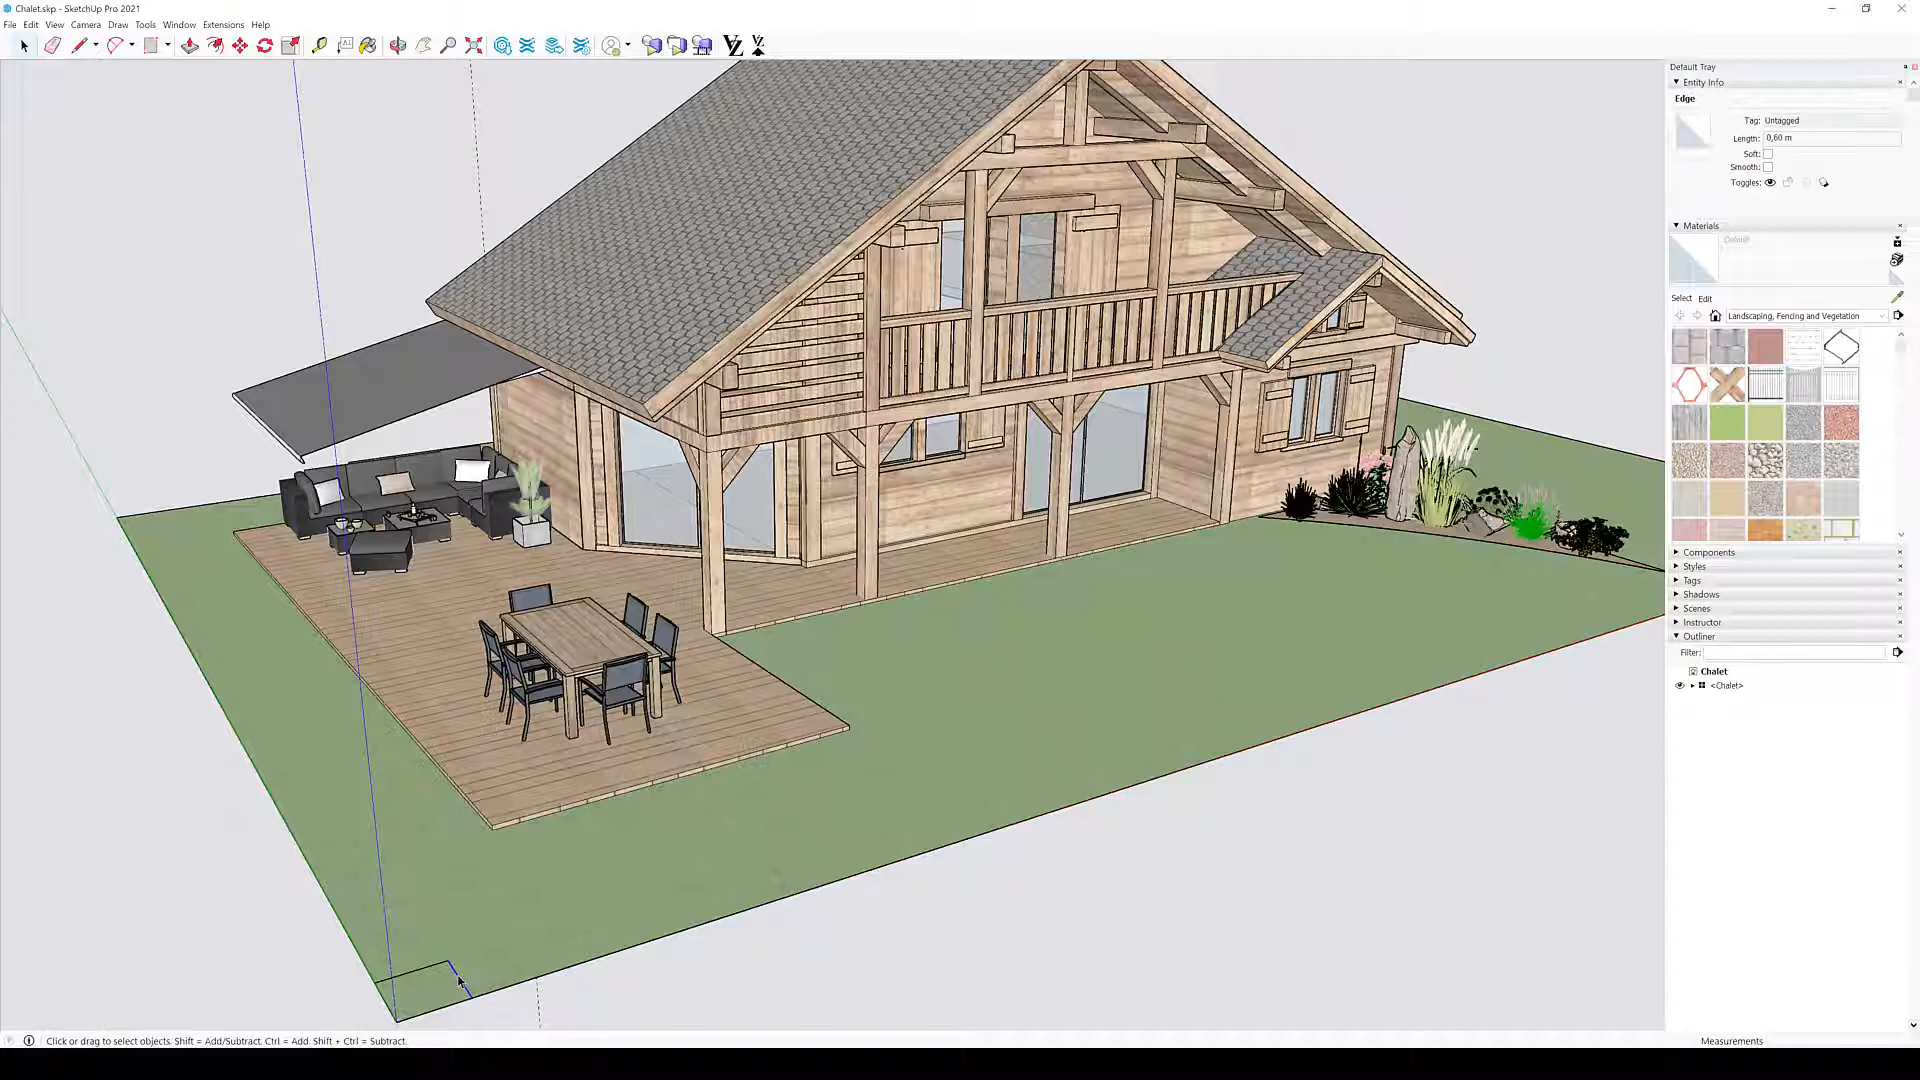 Chalet.skp - SketchUp Pro 2021
File Edit View Camera Draw Tools Window Extensions Help
Default Tray
Entity Info
Edge
Tag: Untagged
Length: 0,60 m
Soft:
Smooth:
Toggles:
Materials
Default
Select Edit
Landscaping, Fencing and Vegetation
Components
Styles
Tags
Shadows
Scenes
Instructor
Outliner
Filter:
Chalet
<Chalet>
Click or drag to select objects. Shift = Add/Subtract. Ctrl = Add. Shift + Ctrl = Subtract.
Measurements